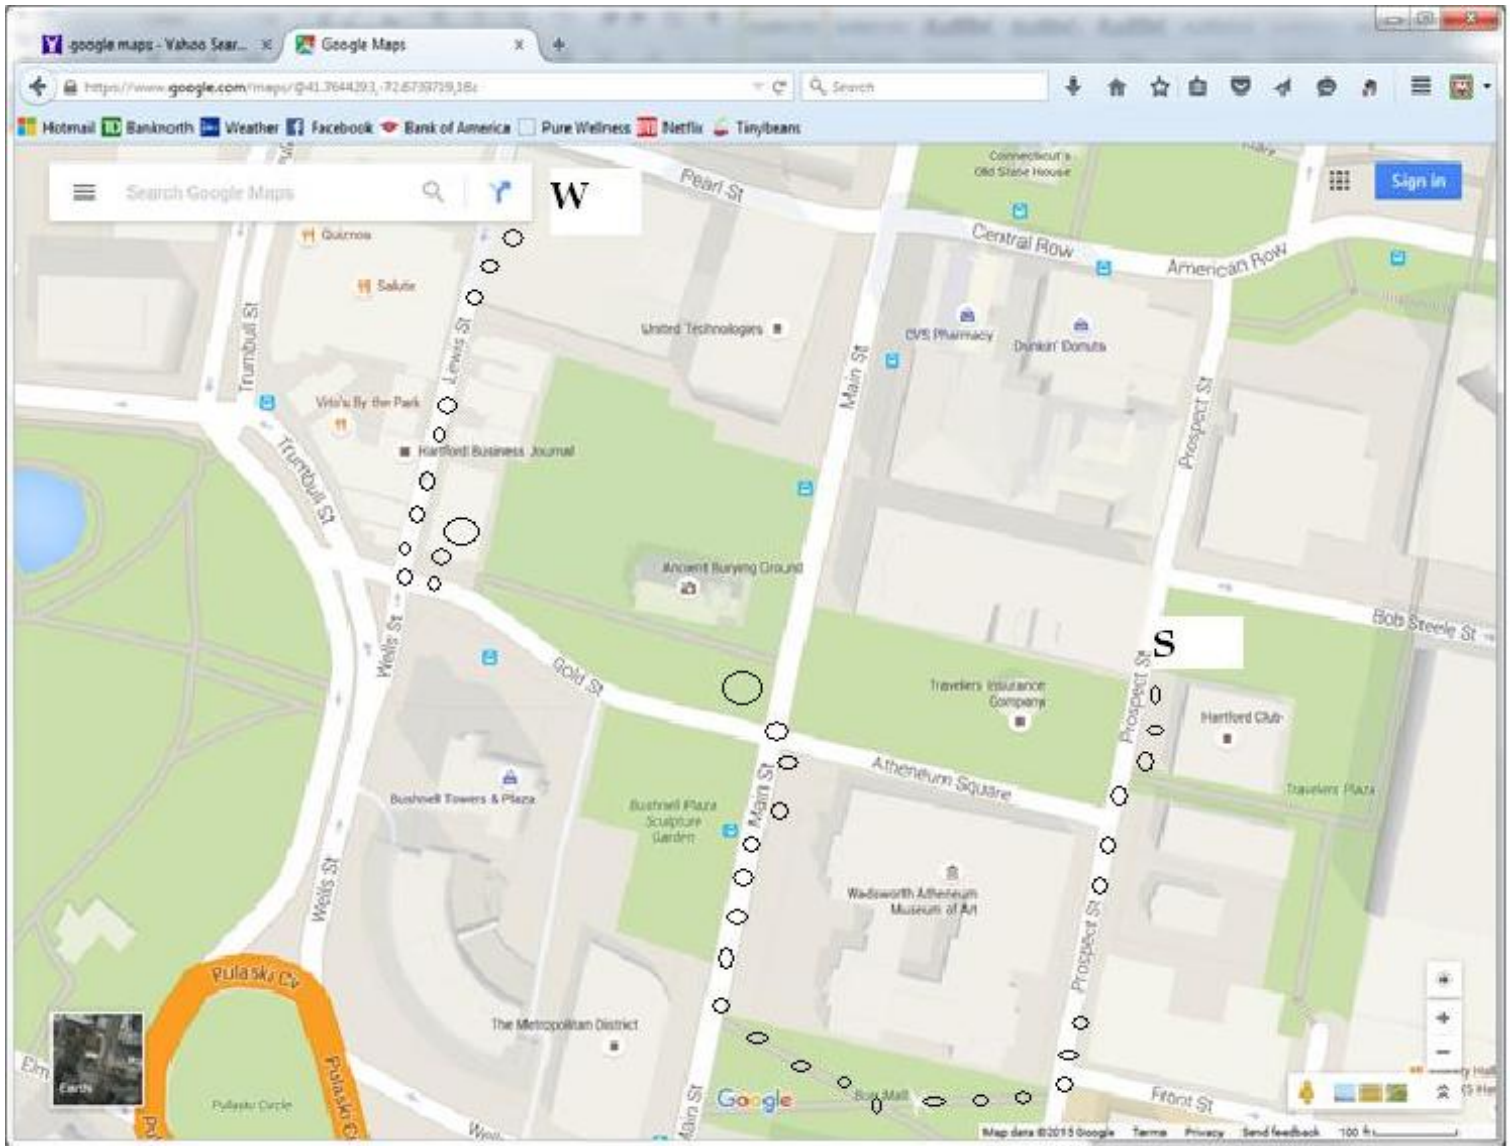 google maps - Yahoo Sear...
Google Maps
https://www.google.com/maps/@41.7644293,-72.6739719,18z
Search
Hotmail
Banknorth
Weather
Facebook
Bank of America
Pure Wellness
Netflix
Tinybeans
Search Google Maps
W
Pearl St
Connecticut's
Old State House
Sign in
Quiznos
Central Row
American Row
Salute
Trumbull St
Lewis St
United Technologies
CVS Pharmacy
Dunkin' Donuts
Main St
Prospect St
Vito's By the Park
Hartford Business Journal
Trumbull St
Ancient Burying Ground
Bob Steele St
Wells St
Gold St
S
Prospect St
Travelers Insurance
Company
Hartford Club
Atheneum Square
Travelers Plaza
Bushnell Towers & Plaza
Main St
Bushnell Plaza
Sculpture
Garden
Wells St
Wadsworth Atheneum
Museum of Art
Prospect St
Pulaski Cir
The Metropolitan District
Elm
Earth
Pulaski Circle
Pulaski C
Main St
Google
Burr Mall
Front St
Map data ©2015 Google
Terms
Privacy
Send feedback
100 ft